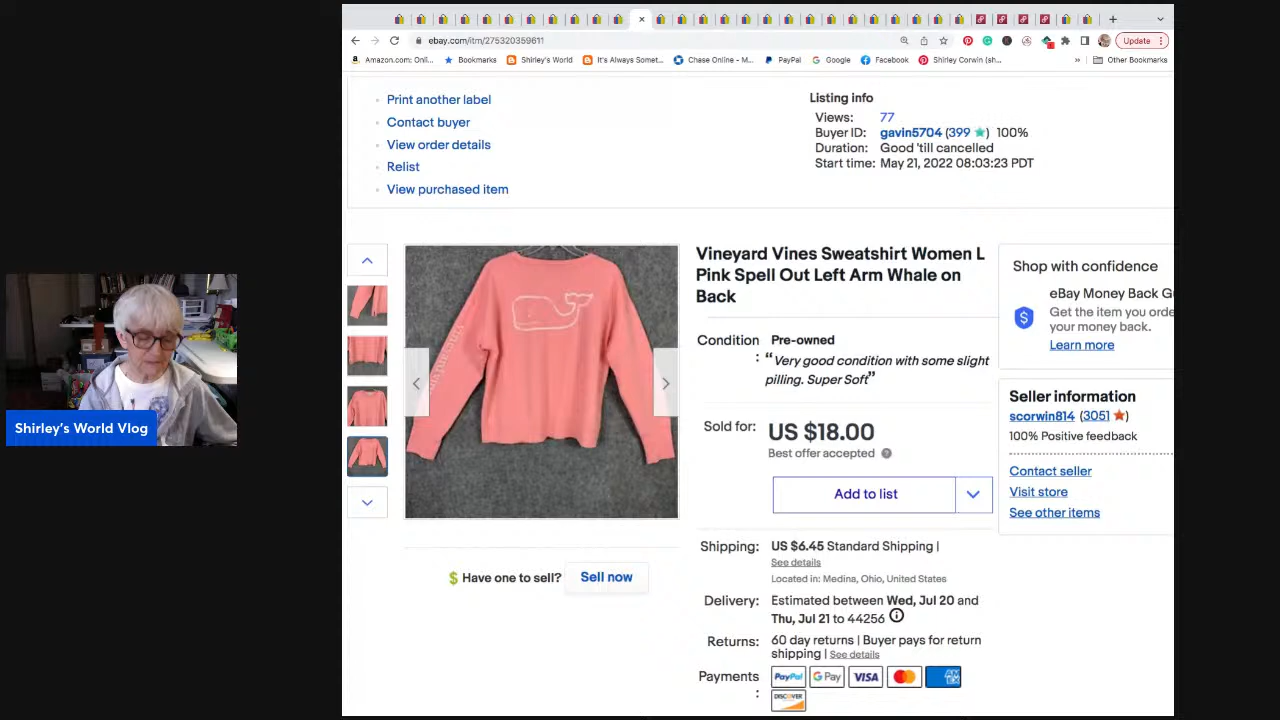 ebay.com/itm/275320359611
Update
Amazon.com: Onli...
Bookmarks
Shirley's World
It's Always Somet...
Chase Online - M...
PayPal
Google
Facebook
Shirley Corwin (sh...
»
Other Bookmarks
Print another label
Contact buyer
View order details
Relist
View purchased item
Listing info
Views: 77
Buyer ID: gavin5704 (399 ) 100%
Duration: Good 'till cancelled
Start time: May 21, 2022 08:03:23 PDT
Vineyard Vines Sweatshirt Women L
Pink Spell Out Left Arm Whale on
Back
Condition
:
Pre-owned
“Very good condition with some slight
pilling. Super Soft”
Sold for: US $18.00
Best offer accepted
Add to list
Shipping: US $6.45 Standard Shipping |
See details
Located in: Medina, Ohio, United States
Delivery: Estimated between Wed, Jul 20 and
Thu, Jul 21 to 44256
Returns: 60 day returns | Buyer pays for return
shipping | See details
Payments
:
PayPal G Pay VISA
DISCOVER
Have one to sell? Sell now
Shop with confidence
eBay Money Back G
Get the item you orde
your money back.
Learn more
Seller information
scorwin814 (3051 )
100% Positive feedback
Contact seller
Visit store
See other items
Shirley's World Vlog